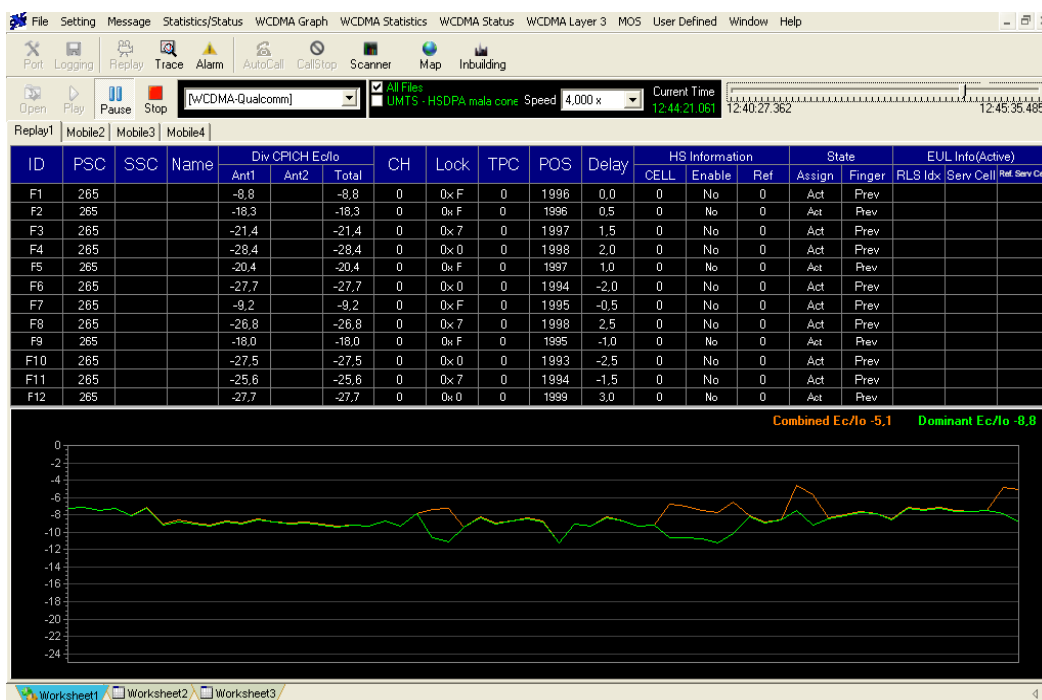 File Setting Message Statistics/Status WCDMA Graph WCDMA Statistics WCDMA Status WCDMA Layer 3 MOS User Defined Window Help
Port Logging Replay Trace Alarm AutoCall CallStop Scanner Map Inbuilding
Open Play Pause Stop [WCDMA-Qualcomm] All Files Speed 4,000 x Current Time
UMTS - HSDPA mala cone 12:44:21.061 12:40:27.362 12:45:35.485
Replay1 Mobile2 Mobile3 Mobile4
ID PSC SSC Name Div CPICH Ec/Io CH Lock TPC POS Delay HS Information State EUL Info(Active)
Ant1 Ant2 Total CELL Enable Ref Assign Finger RLS Idx Serv Cell Ref. Serv Ce
F1 265 -8,8 -8,8 0 0x F 0 1996 0,0 0 No 0 Act Prev
F2 265 -18,3 -18,3 0 0x F 0 1996 0,5 0 No 0 Act Prev
F3 265 -21,4 -21,4 0 0x 7 0 1997 1,5 0 No 0 Act Prev
F4 265 -28,4 -28,4 0 0x 0 0 1998 2,0 0 No 0 Act Prev
F5 265 -20,4 -20,4 0 0x F 0 1997 1,0 0 No 0 Act Prev
F6 265 -27,7 -27,7 0 0x 0 0 1994 -2,0 0 No 0 Act Prev
F7 265 -9,2 -9,2 0 0x F 0 1995 -0,5 0 No 0 Act Prev
F8 265 -26,8 -26,8 0 0x 7 0 1998 2,5 0 No 0 Act Prev
F9 265 -18,0 -18,0 0 0x F 0 1995 -1,0 0 No 0 Act Prev
F10 265 -27,5 -27,5 0 0x 0 0 1993 -2,5 0 No 0 Act Prev
F11 265 -25,6 -25,6 0 0x 7 0 1994 -1,5 0 No 0 Act Prev
F12 265 -27,7 -27,7 0 0x 0 0 1999 3,0 0 No 0 Act Prev
Combined Ec/Io -5,1 Dominant Ec/Io -8,8
0
-2
-4
-6
-8
-10
-12
-14
-16
-18
-20
-22
-24
Worksheet1 Worksheet2 Worksheet3